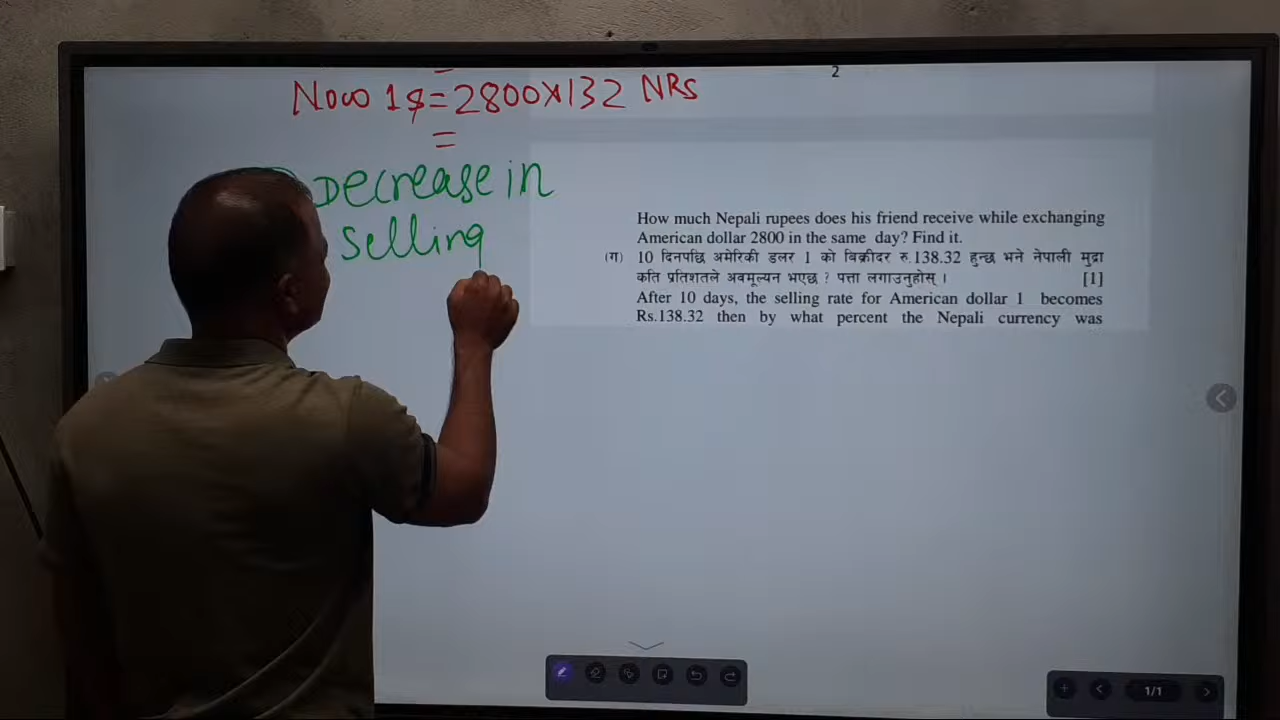 2
Now 1$=2800×132 NRs
=
Decrease in
selling
How much Nepali rupees does his friend receive while exchanging
American dollar 2800 in the same day? Find it.
(ग) 10 दिनपछि अमेरिकी डलर 1 को बिक्रीदर रु.138.32 हुन्छ भने नेपाली मुद्रा
कति प्रतिशतले अवमूल्यन भएछ ? पत्ता लगाउनुहोस् । [1]
After 10 days, the selling rate for American dollar 1 becomes
Rs.138.32 then by what percent the Nepali currency was
1/1